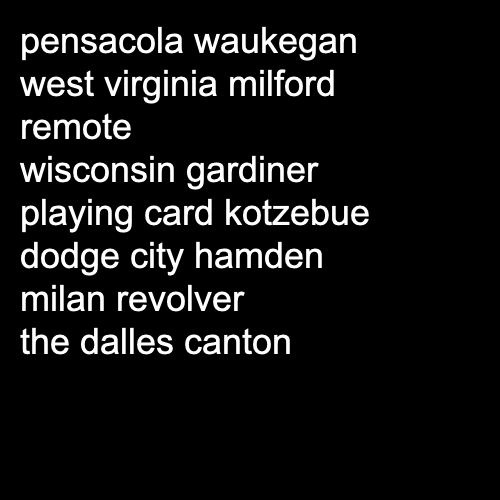 pensacola waukegan
west virginia milford
remote
wisconsin gardiner
playing card kotzebue
dodge city hamden
milan revolver
the dalles canton